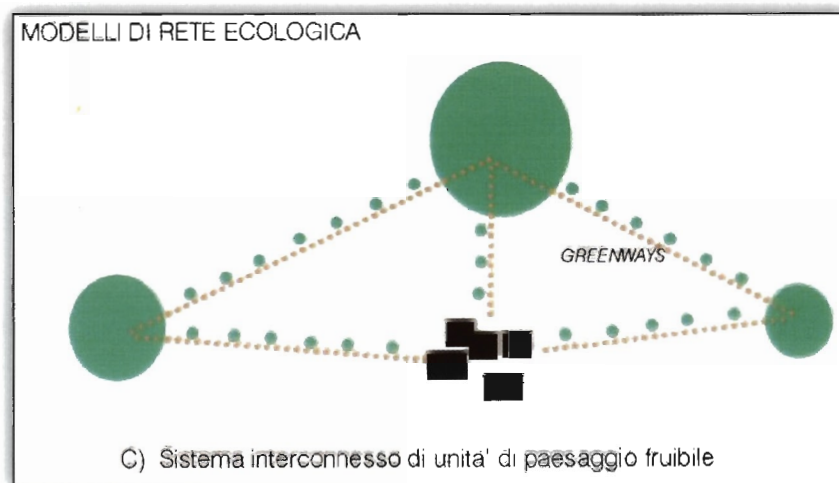 MODELLI DI RETE ECOLOGICA
GREENWAYS
C) Sistema interconnesso di unita' di paesaggio fruibile